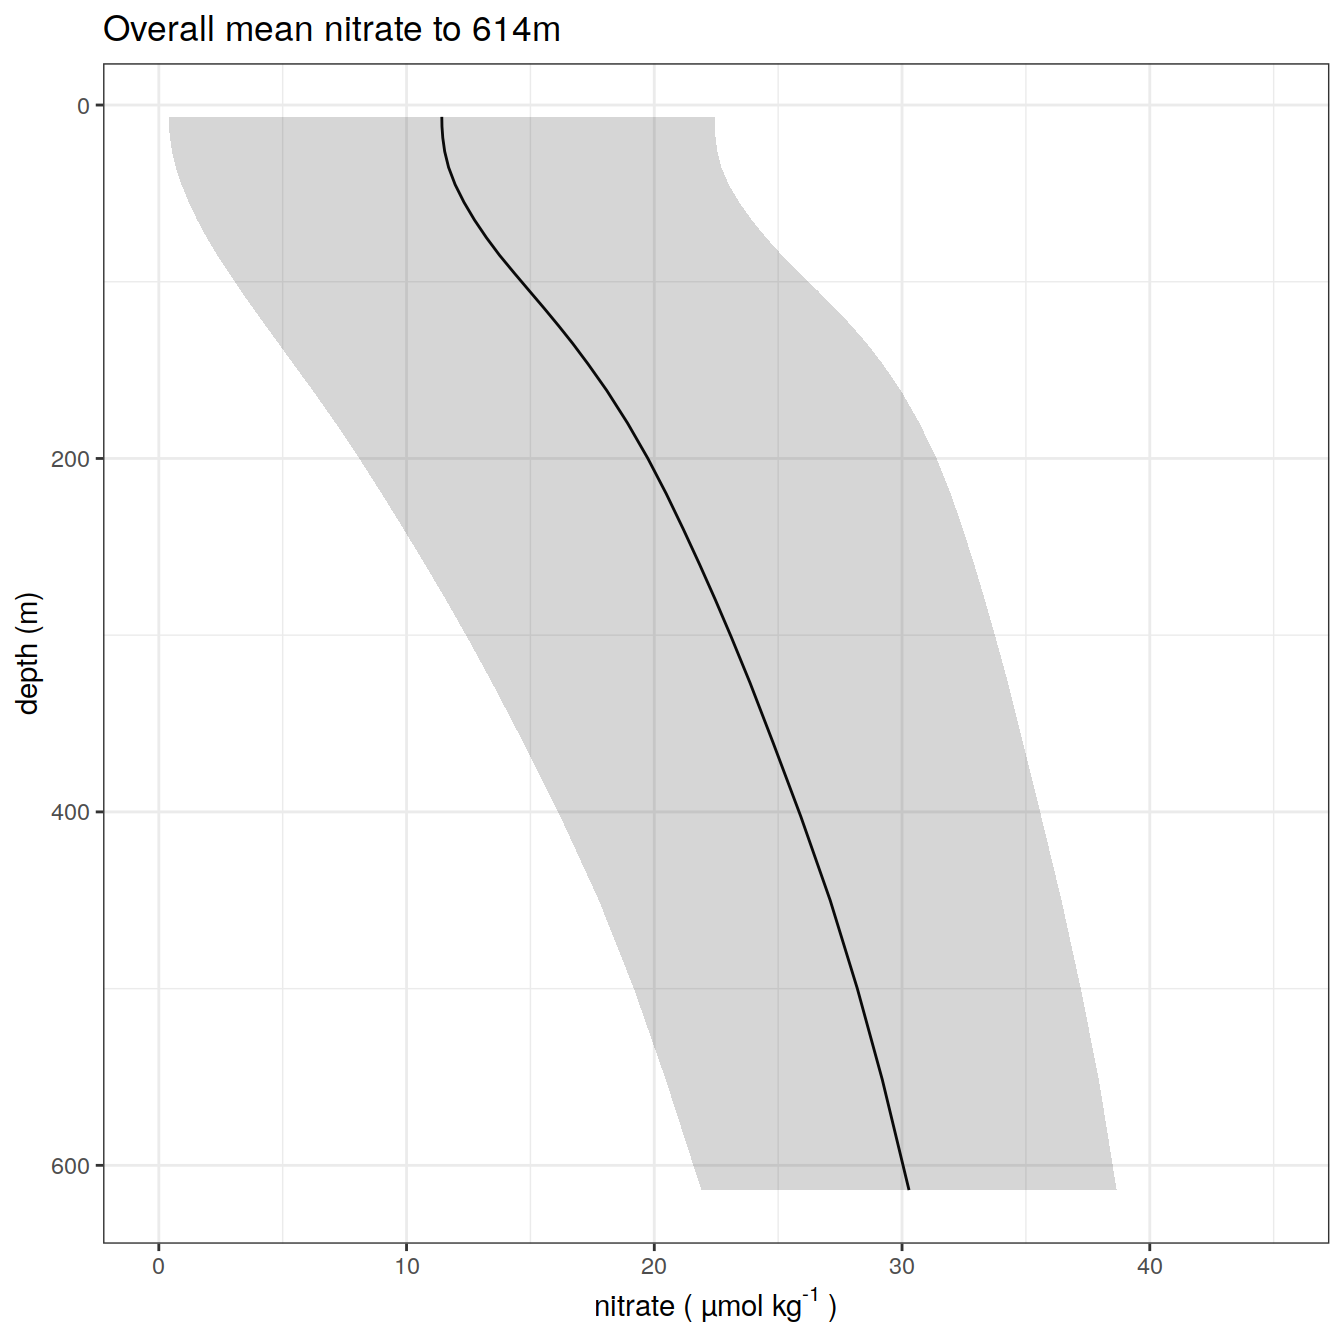 Overall mean nitrate to 614m
0
200
400
600
depth (m)
0 10 20 30 40
nitrate ( µmol kg⁻¹ )